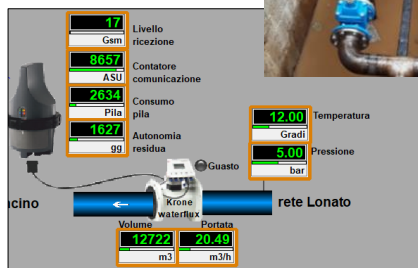 17
Gsm
Livello
ricezione
8657
ASU
Contatore
comunicazione
2634
Pila
Consumo
pila
1627
gg
Autonomia
residua
12.00
Gradi
Temperatura
5.00
bar
Pressione
Guasto
ncino
Krone
waterflux
rete Lonato
Volume
12722
m3
Portata
20.49
m3/h